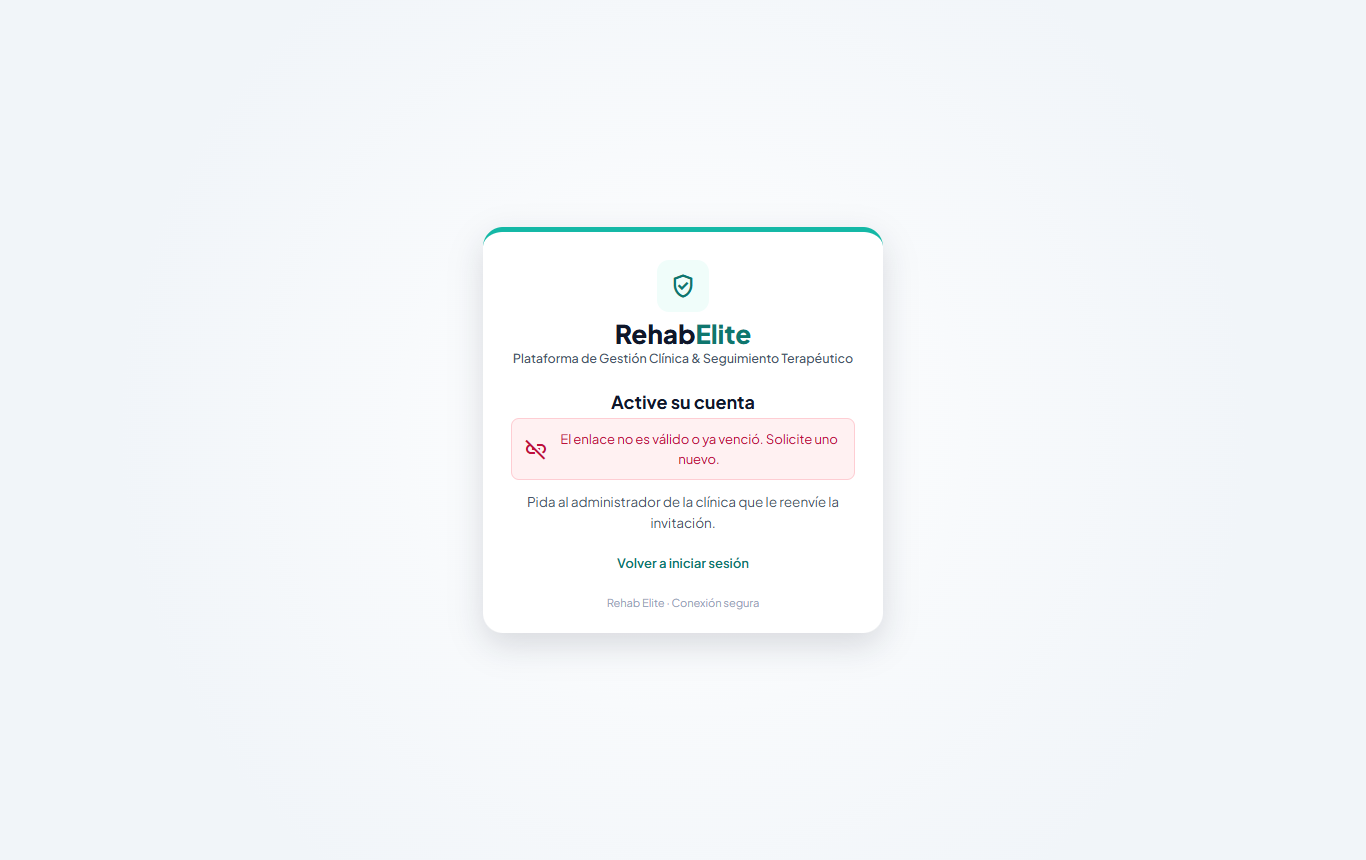 RehabElite
Plataforma de Gestión Clínica & Seguimiento Terapéutico
Active su cuenta
El enlace no es válido o ya venció. Solicite uno
nuevo.
Pida al administrador de la clínica que le reenvíe la
invitación.
Volver a iniciar sesión
Rehab Elite · Conexión segura